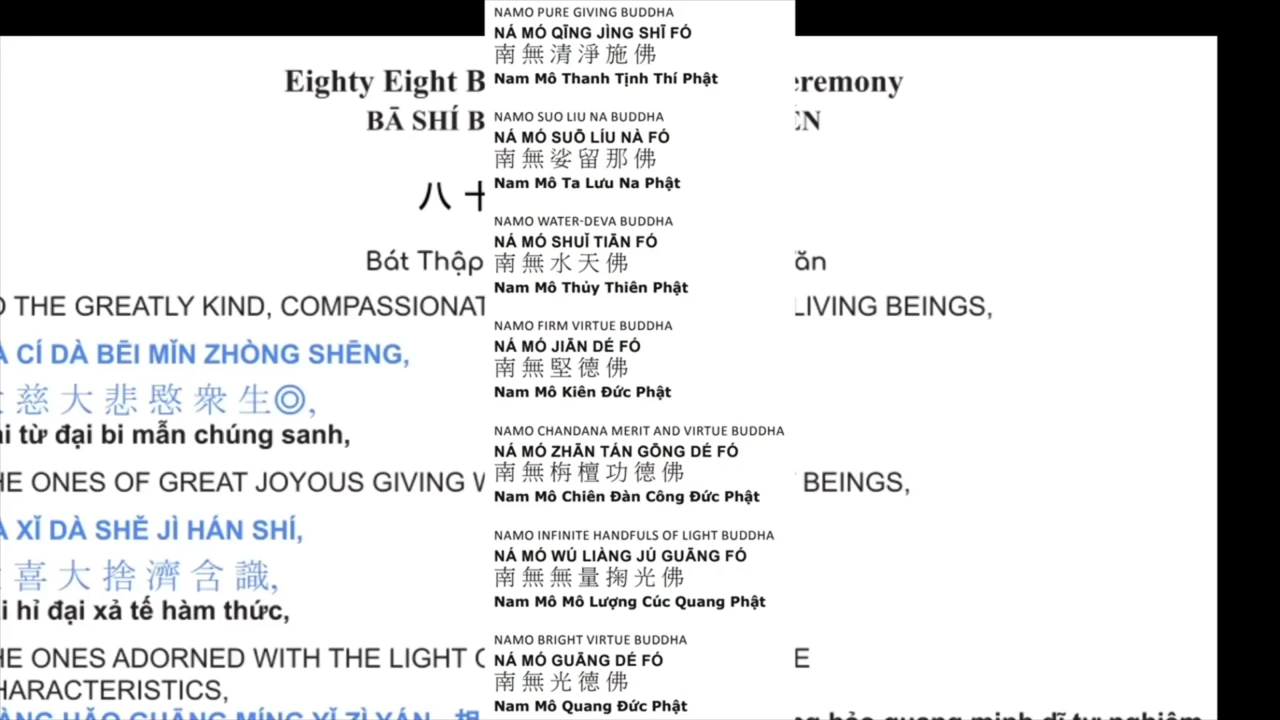 NAMO PURE GIVING BUDDHA
NÁ MÓ QĪNG JÌNG SHĪ FÓ
南無清淨施佛
Nam Mô Thanh Tịnh Thí Phật
NAMO SUO LIU NA BUDDHA
NÁ MÓ SUŌ LÍU NÀ FÓ
南無娑留那佛
Nam Mô Ta Lưu Na Phật
NAMO WATER-DEVA BUDDHA
NÁ MÓ SHUǏ TIĀN FÓ
南無水天佛
Nam Mô Thủy Thiên Phật
NAMO FIRM VIRTUE BUDDHA
NÁ MÓ JIĀN DÉ FÓ
南無堅德佛
Nam Mô Kiên Đức Phật
NAMO CHANDANA MERIT AND VIRTUE BUDDHA
NÁ MÓ ZHĀN TÁN GŌNG DÉ FÓ
南無栴檀功德佛
Nam Mô Chiên Đàn Công Đức Phật
NAMO INFINITE HANDFULS OF LIGHT BUDDHA
NÁ MÓ WÚ LIÀNG JÚ GUĀNG FÓ
南無無量掬光佛
Nam Mô Mô Lượng Cúc Quang Phật
NAMO BRIGHT VIRTUE BUDDHA
NÁ MÓ GUĀNG DÉ FÓ
南無光德佛
Nam Mô Quang Đức Phật
Eighty Eight B
BĀ SHÍ B
八十
Bát Thập
THE GREATLY KIND, COMPASSIONAT LIVING BEINGS,
CÍ DÀ BĒI MǏN ZHÒNG SHĒNG,
慈大悲愍衆生◎,
từ đại bi mẫn chúng sanh,
ONES OF GREAT JOYOUS GIVING BEINGS,
XǏ DÀ SHĚ JÌ HÁN SHÍ,
喜大捨濟含識,
hỉ đại xả tế hàm thức,
ONES ADORNED WITH THE LIGHT
HARACTERISTICS,